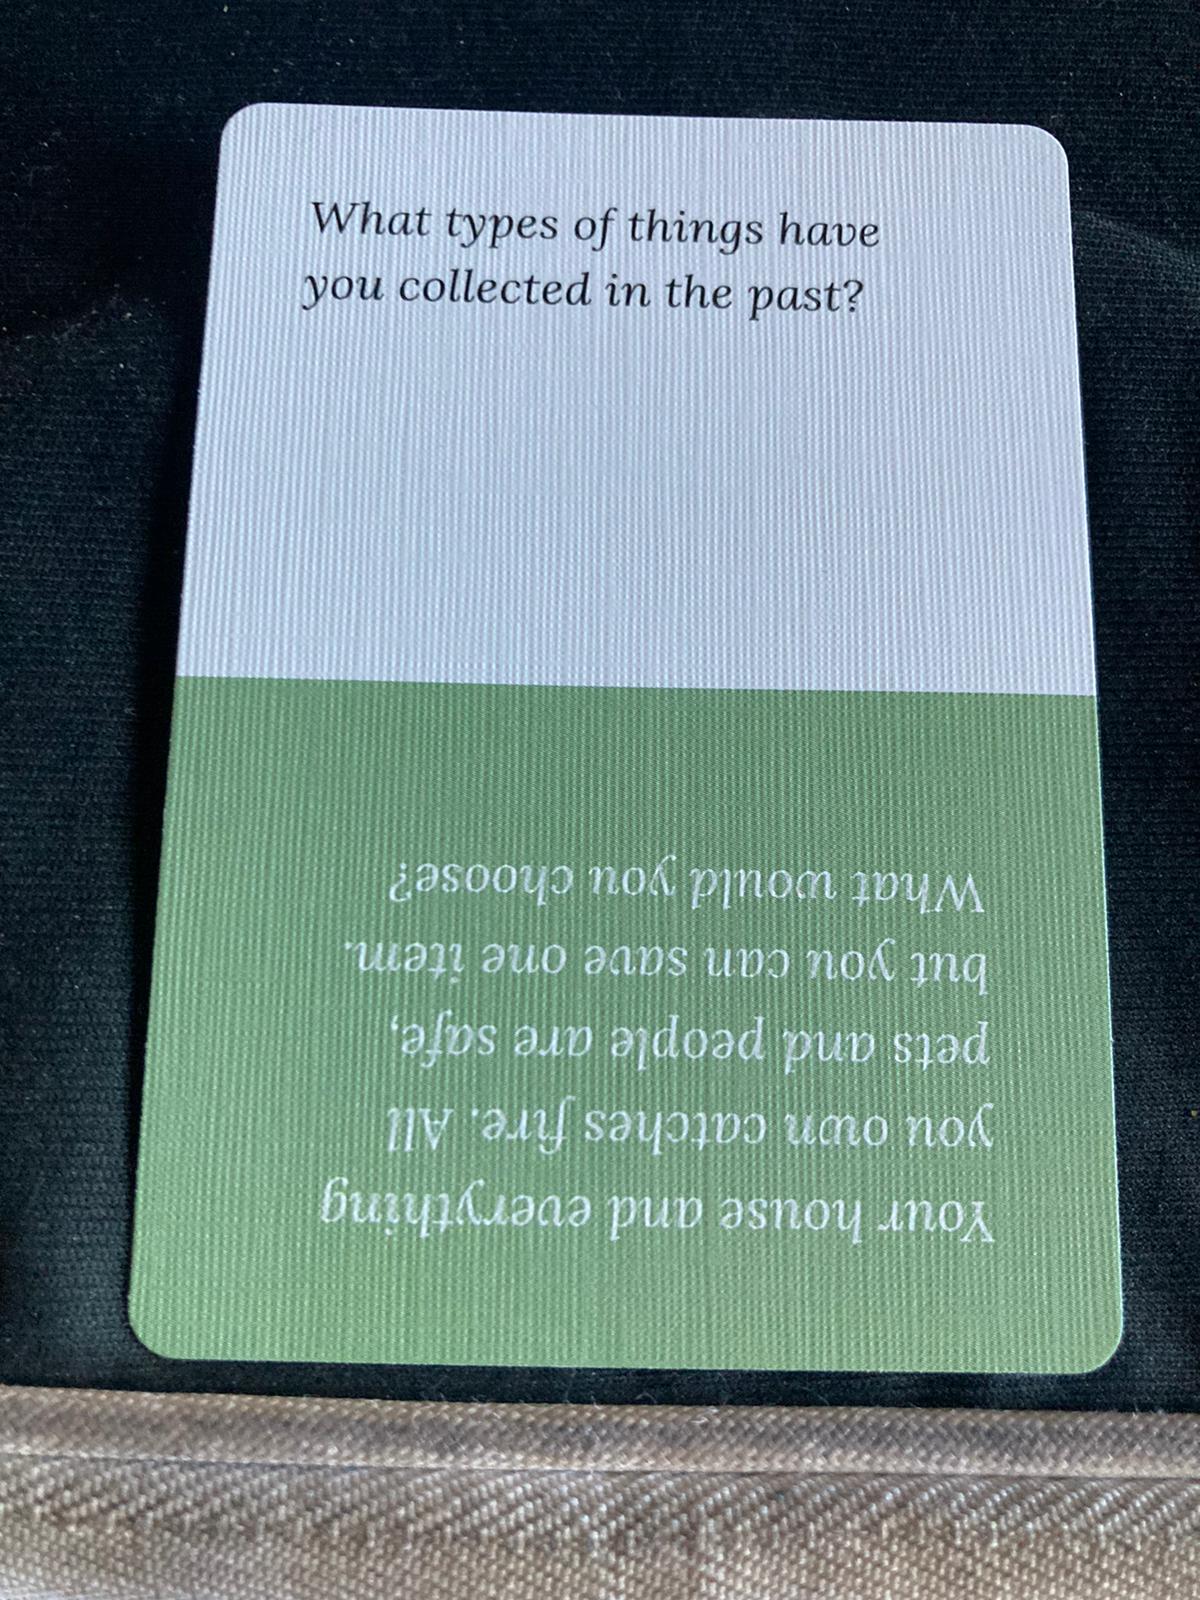 What types of things have
you collected in the past?
Your house and everything
you own catches fire. All
pets and people are safe,
but you can save one item.
What would you choose?